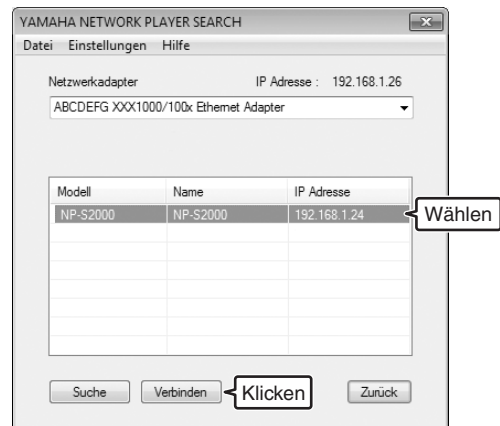 YAMAHA NETWORK PLAYER SEARCH
Datei Einstellungen Hilfe
Netzwerkadapter IP Adresse : 192.168.1.26
ABCDEFG XXX1000/100x Ethernet Adapter
Modell Name IP Adresse
NP-S2000 NP-S2000 192.168.1.24
Wählen
Suche Verbinden Klicken Zurück